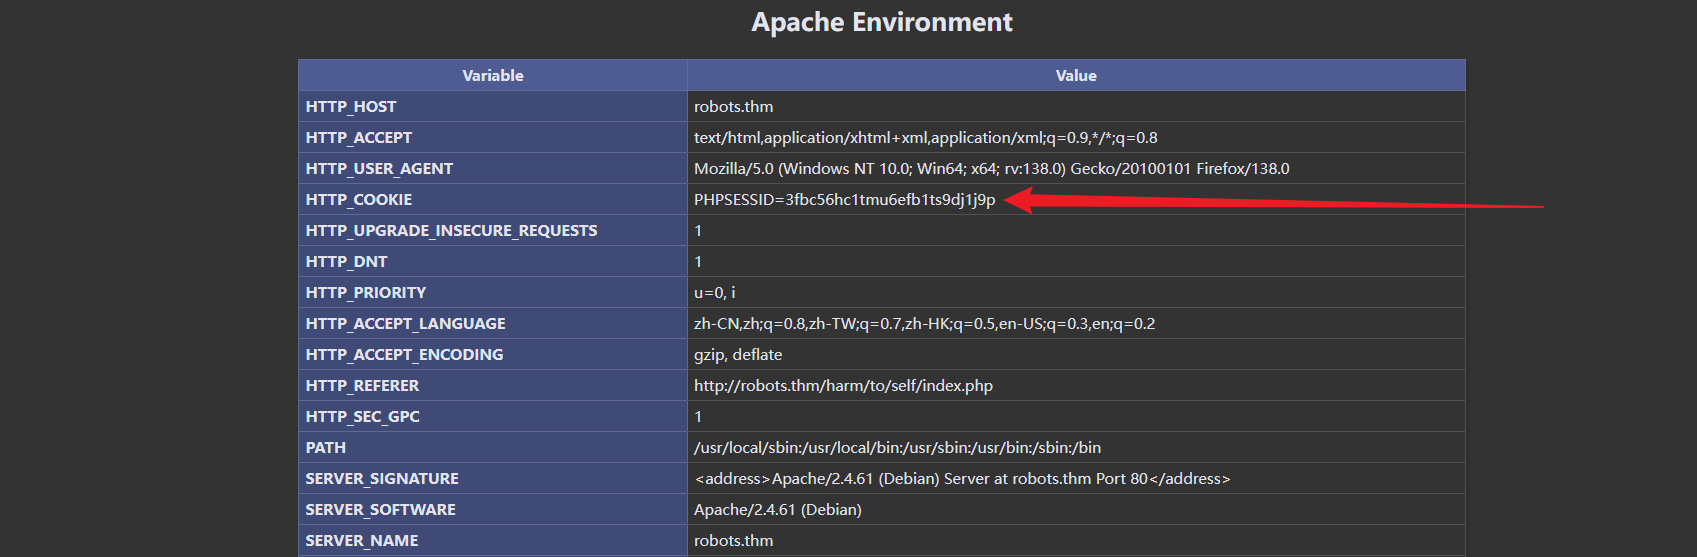 Apache Environment
Variable Value
HTTP_HOST robots.thm
HTTP_ACCEPT text/html,application/xhtml+xml,application/xml;q=0.9,*/*;q=0.8
HTTP_USER_AGENT Mozilla/5.0 (Windows NT 10.0; Win64; x64; rv:138.0) Gecko/20100101 Firefox/138.0
HTTP_COOKIE PHPSESSID=3fbc56hc1tmu6efb1ts9dj1j9p
HTTP_UPGRADE_INSECURE_REQUESTS 1
HTTP_DNT 1
HTTP_PRIORITY u=0, i
HTTP_ACCEPT_LANGUAGE zh-CN,zh;q=0.8,zh-TW;q=0.7,zh-HK;q=0.5,en-US;q=0.3,en;q=0.2
HTTP_ACCEPT_ENCODING gzip, deflate
HTTP_REFERER http://robots.thm/harm/to/self/index.php
HTTP_SEC_GPC 1
PATH /usr/local/sbin:/usr/local/bin:/usr/sbin:/usr/bin:/sbin:/bin
SERVER_SIGNATURE <address>Apache/2.4.61 (Debian) Server at robots.thm Port 80</address>
SERVER_SOFTWARE Apache/2.4.61 (Debian)
SERVER_NAME robots.thm